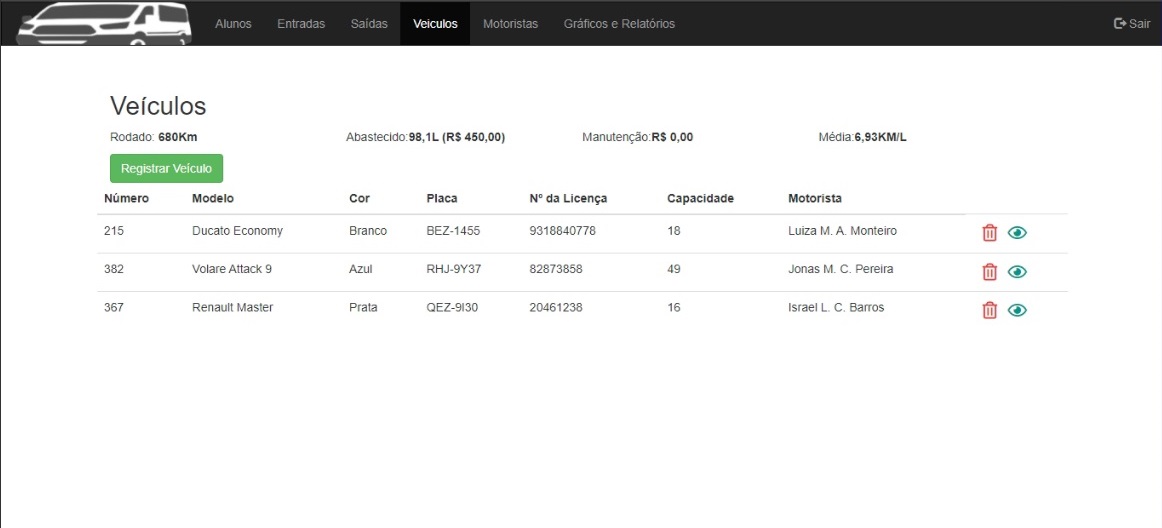 Alunos Entradas Saídas Veiculos Motoristas Gráficos e Relatórios Sair
Veículos
Rodado: 680Km Abastecido:98,1L (R$ 450,00) Manutenção:R$ 0,00 Média:6,93KM/L
Registrar Veículo
Número Modelo Cor Placa Nº da Licença Capacidade Motorista
215 Ducato Economy Branco BEZ-1455 9318840778 18 Luiza M. A. Monteiro
382 Volare Attack 9 Azul RHJ-9Y37 82873858 49 Jonas M. C. Pereira
367 Renault Master Prata QEZ-9I30 20461238 16 Israel L. C. Barros